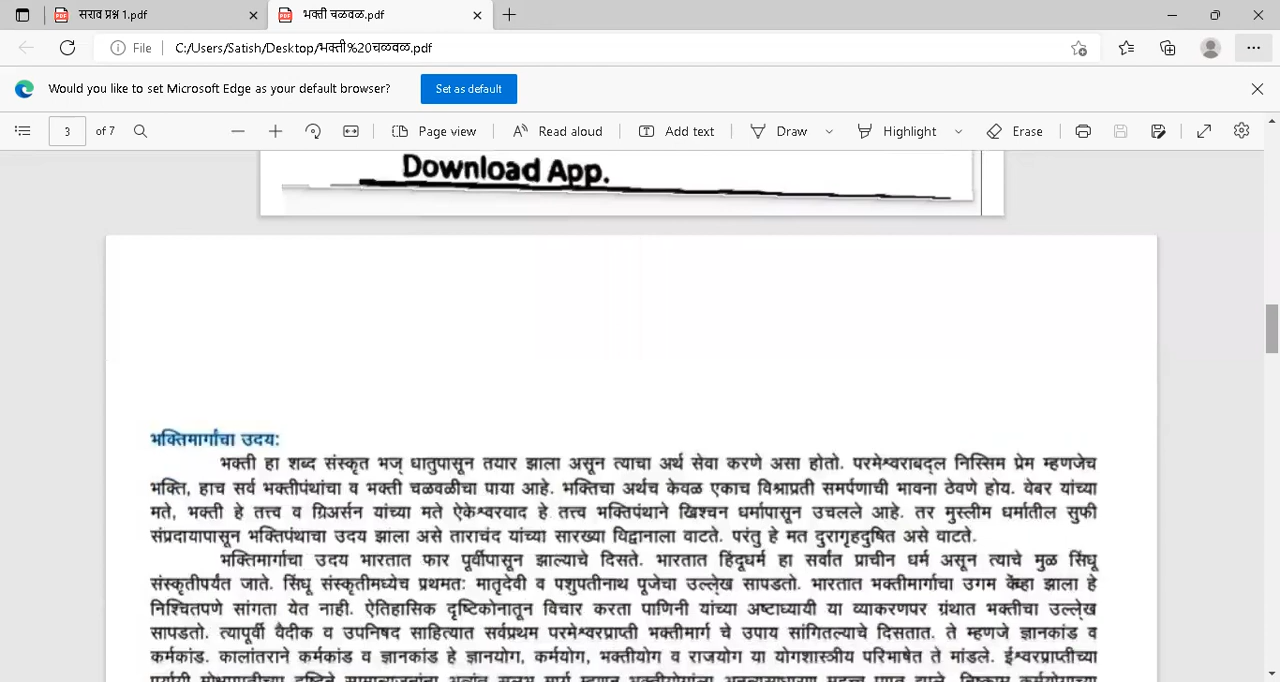 सराव प्रश्न 1.pdf
भक्ती चळवळ.pdf
File C:/Users/Satish/Desktop/भक्ती%20चळवळ.pdf
Would you like to set Microsoft Edge as your default browser? Set as default
3 of 7 Page view Read aloud Add text Draw Highlight Erase
Download App.
भक्तिमार्गाचा उदय:
भक्ती हा शब्द संस्कृत भज् धातुपासून तयार झाला असून त्याचा अर्थ सेवा करणे असा होतो. परमेश्वराबद्ल निस्सिम प्रेम म्हणजेच
भक्ति, हाच सर्व भक्तीपंथांचा व भक्ती चळवळीचा पाया आहे. भक्तिचा अर्थच केवळ एकाच विश्राप्रती समर्पणाची भावना ठेवणे होय. वेबर यांच्या
मते, भक्ती हे तत्त्व व ग्रिअर्सन यांच्या मते ऐकेश्वरवाद हे तत्त्व भक्तिपंथाने खिश्चन धर्मापासून उचलले आहे. तर मुस्लीम धर्मातील सुफी
संप्रदायापासून भक्तिपंथाचा उदय झाला असे ताराचंद यांच्या सारख्या विद्वानाला वाटते. परंतु हे मत दुरागृहदुषित असे वाटते.
भक्तिमार्गाचा उदय भारतात फार पूर्वीपासून झाल्याचे दिसते. भारतात हिंदूधर्म हा सर्वांत प्राचीन धर्म असून त्याचे मुळ सिंधू
संस्कृतीपर्यंत जाते. सिंधू संस्कृतीमध्येच प्रथमतः मातृदेवी व पशुपतीनाथ पूजेचा उल्लेख सापडतो. भारतात भक्तीमार्गाचा उगम केव्हा झाला हे
निश्चितपणे सांगता येत नाही. ऐतिहासिक दृष्टिकोनातून विचार करता पाणिनी यांच्या अष्टाध्यायी या व्याकरणपर ग्रंथात भक्तीचा उल्लेख
सापडतो. त्यापूर्वी वैदीक व उपनिषद साहित्यात सर्वप्रथम परमेश्वरप्राप्ती भक्तीमार्ग चे उपाय सांगितल्याचे दिसतात. ते म्हणजे ज्ञानकांड व
कर्मकांड. कालांतराने कर्मकांड व ज्ञानकांड हे ज्ञानयोग, कर्मयोग, भक्तीयोग व राजयोग या योगशास्त्रीय परिभाषेत ते मांडले. ईश्वरप्राप्तीच्या